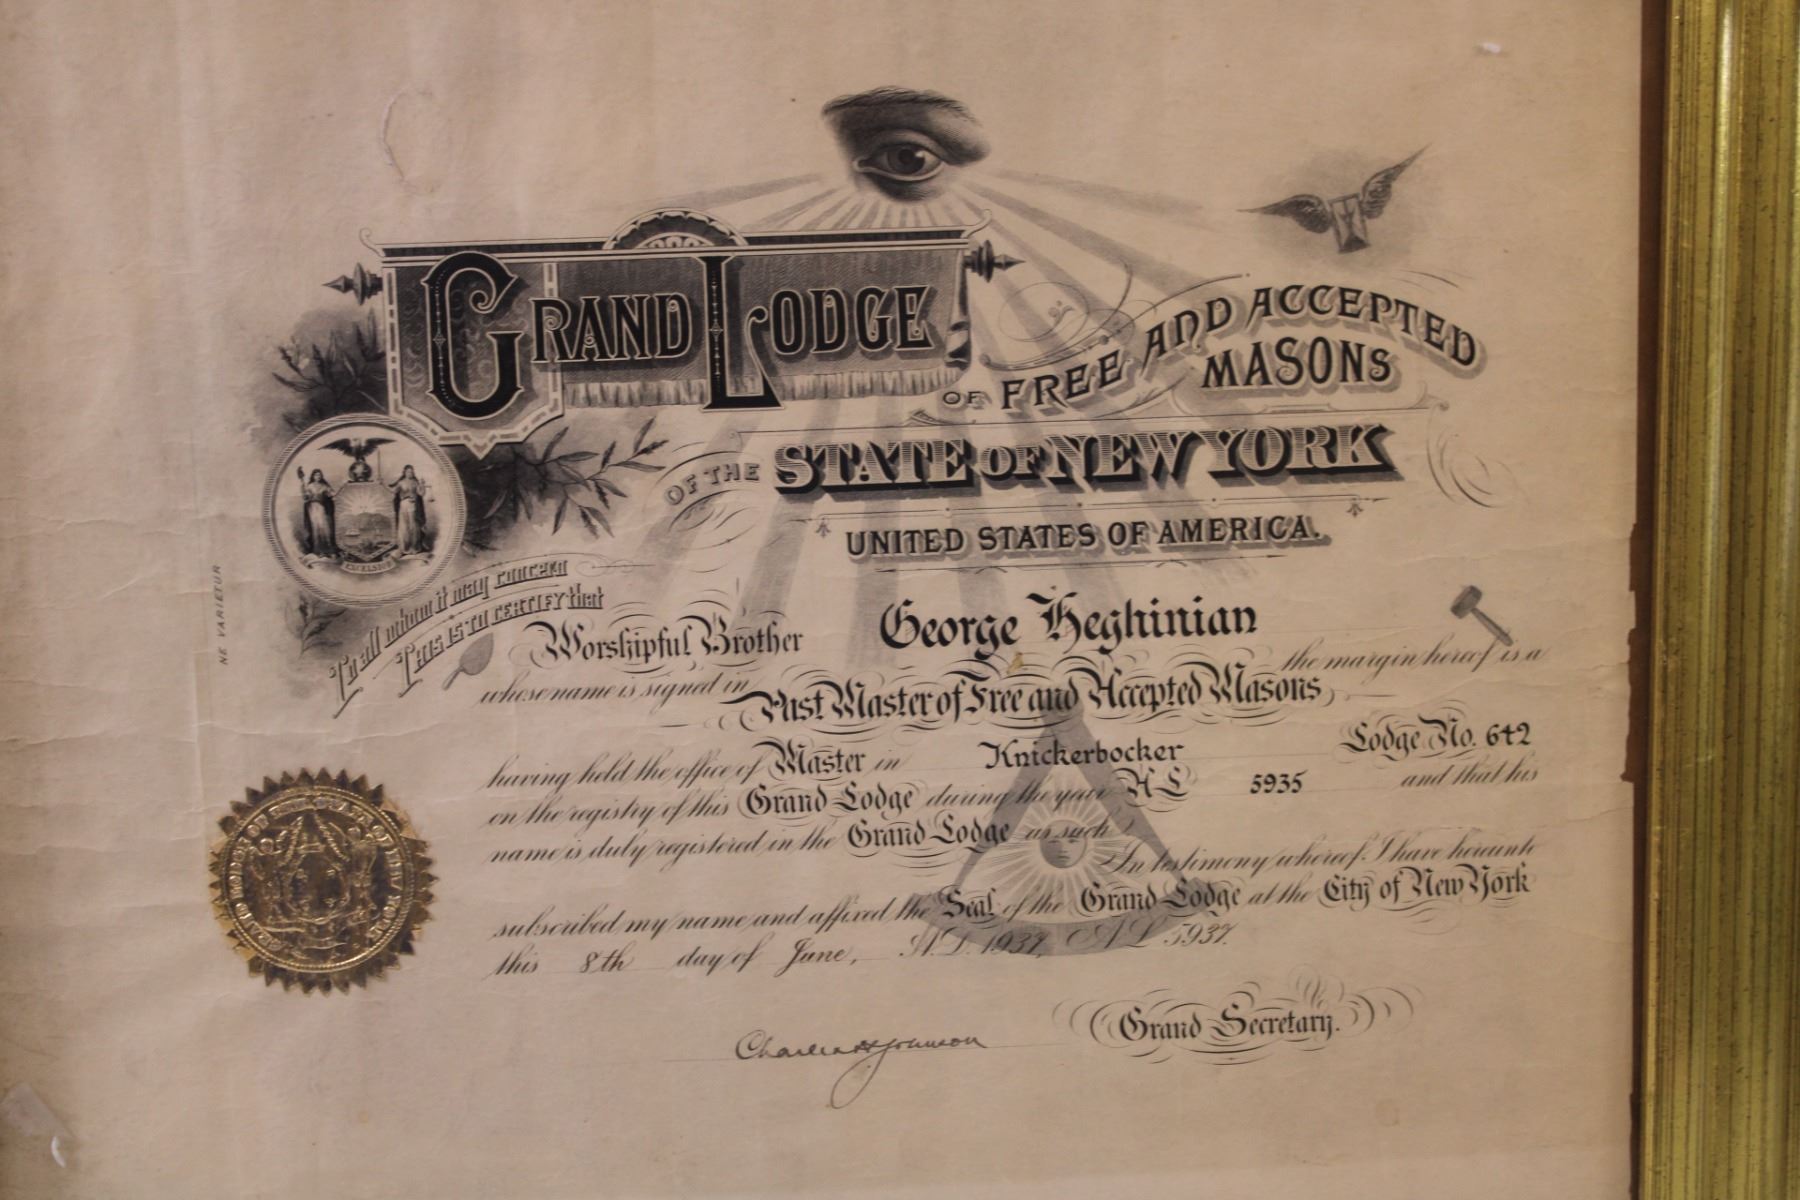 GRAND LODGE OF FREE AND ACCEPTED
MASONS
OF THE STATE OF NEW YORK
UNITED STATES OF AMERICA.
EXCELSIOR
NE VARIETUR
To all whom it may concern
THIS IS TO CERTIFY that
Worshipful Brother George Heghinian
whose name is signed in the margin hereof is a
Past Master of Free and Accepted Masons,
having held the office of Master in Knickerbocker Lodge No. 642
on the registry of this Grand Lodge during the year A L 5935 and that his
name is duly registered in the Grand Lodge as such
In testimony whereof, I have hereunto
subscribed my name and affixed the Seal of the Grand Lodge at the City of New York
this 8th day of June, A.D. 1937, A L 5937.
Charles H Johnson Grand Secretary.